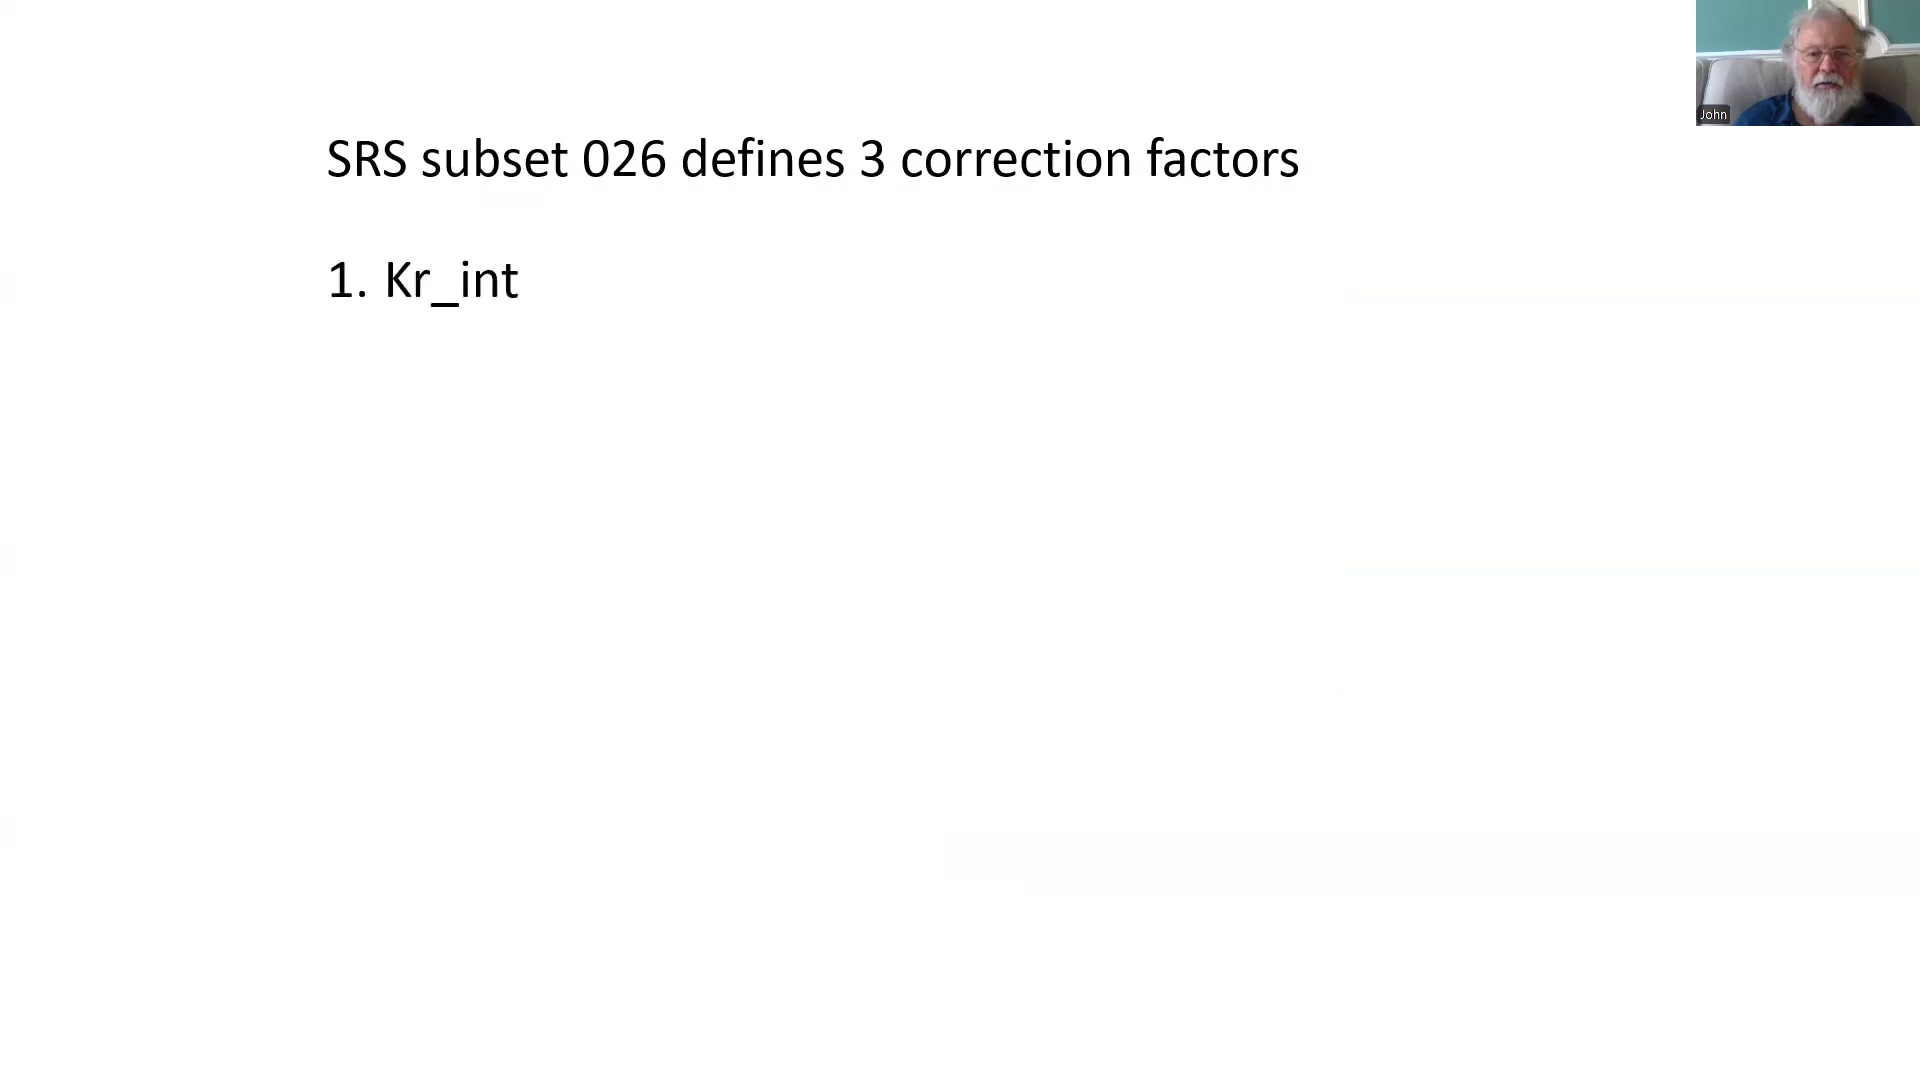 SRS subset 026 defines 3 correction factors
1. Kr_int
John